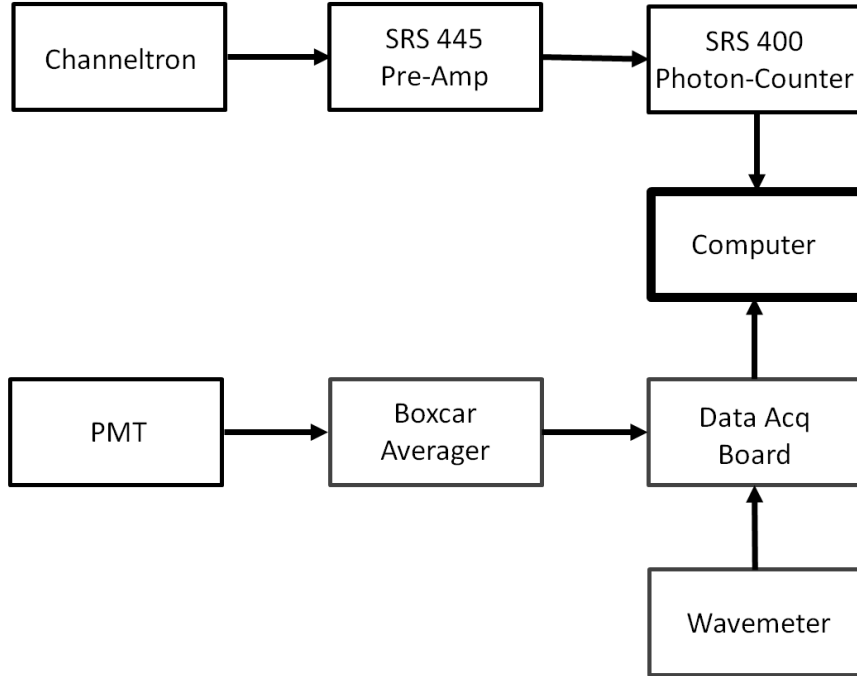 Channeltron
SRS 445
Pre-Amp
SRS 400
Photon-Counter
Computer
PMT
Boxcar
Averager
Data Acq
Board
Wavemeter